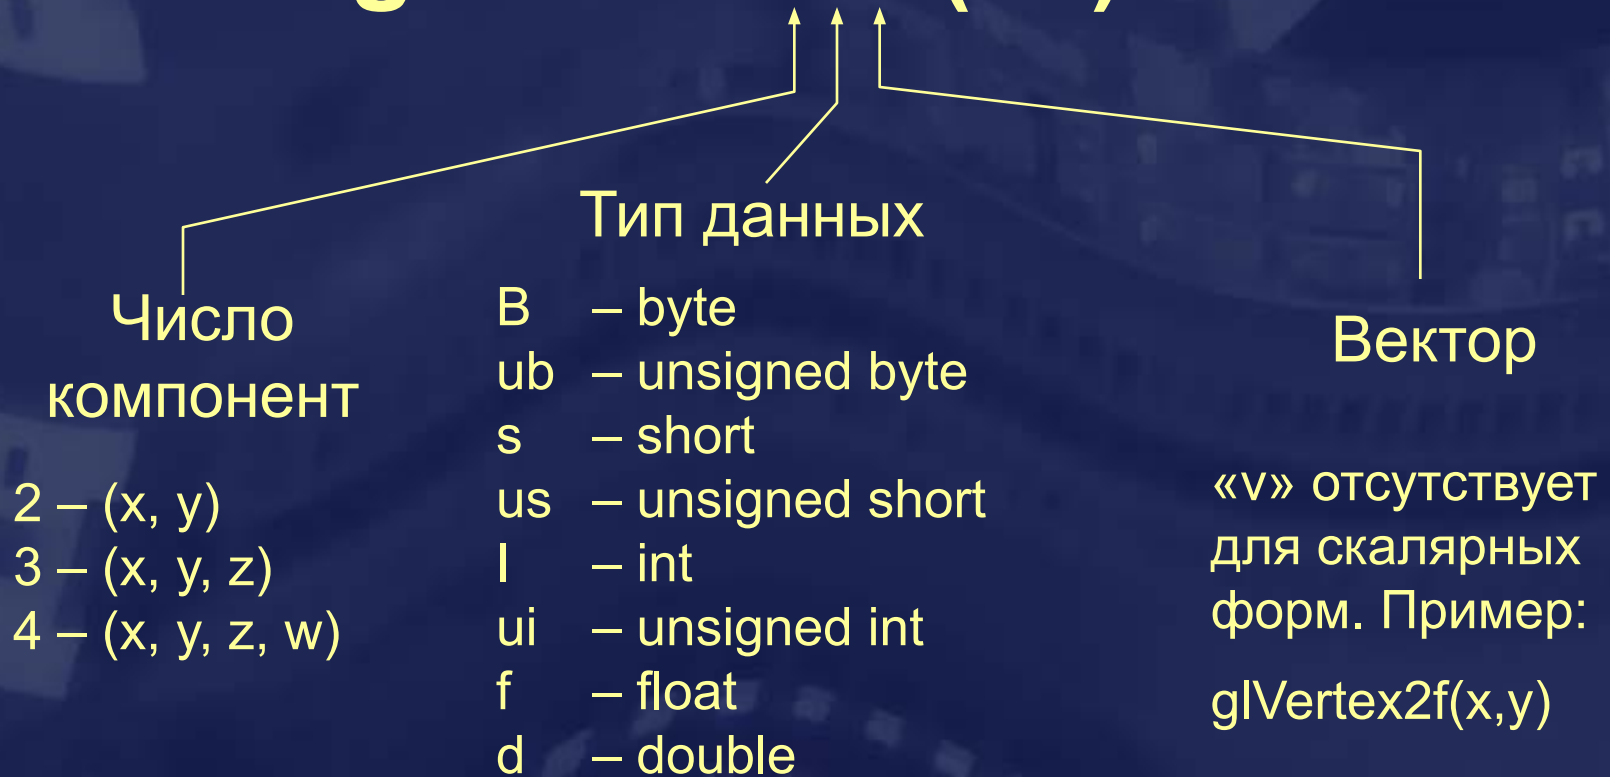 Тип данных
Число
компонент
2 – (x, y)
3 – (x, y, z)
4 – (x, y, z, w)
B – byte
ub – unsigned byte
s – short
us – unsigned short
I – int
ui – unsigned int
f – float
d – double
Вектор
«v» отсутствует
для скалярных
форм. Пример:
glVertex2f(x,y)